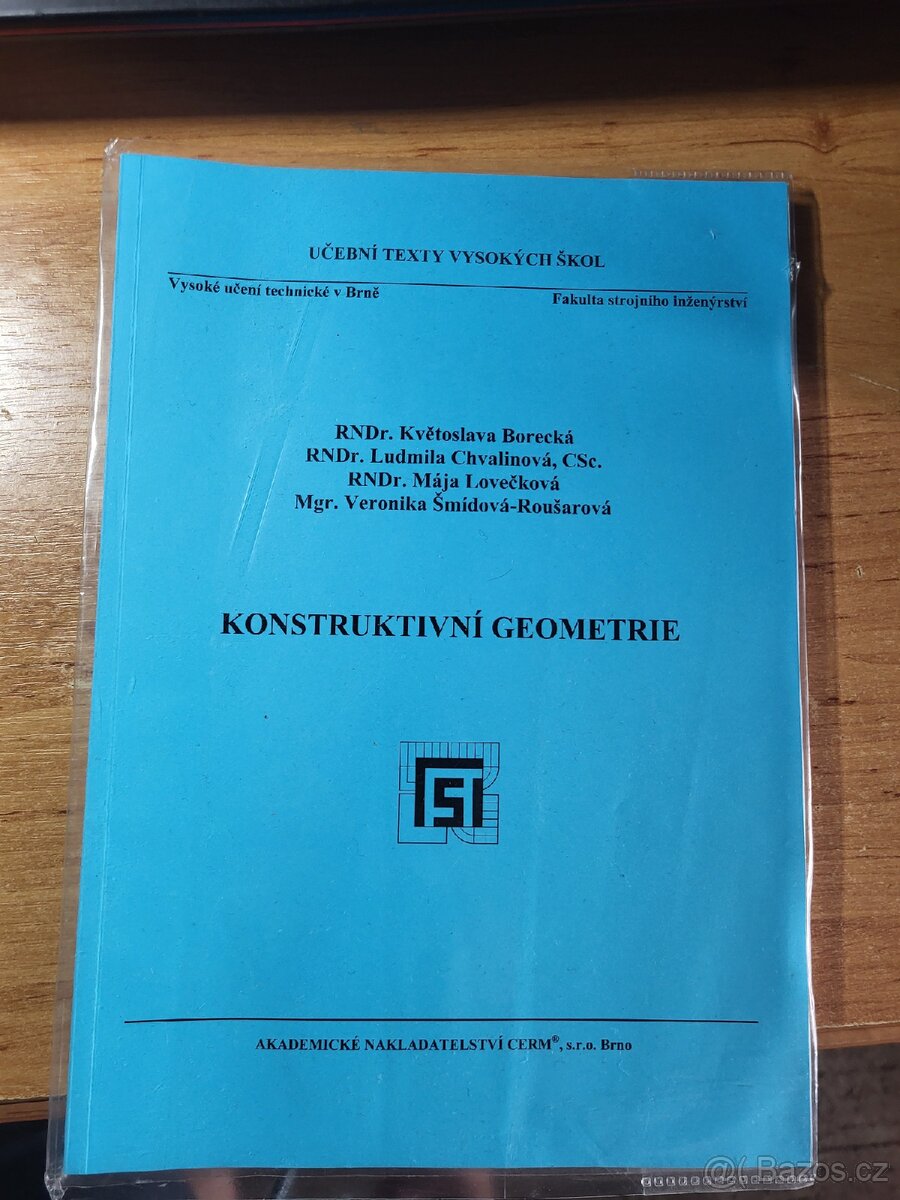 UČEBNÍ TEXTY VYSOKÝCH ŠKOL
Vysoké učení technické v Brně Fakulta strojního inženýrství
RNDr. Květoslava Borecká
RNDr. Ludmila Chvalinová, CSc.
RNDr. Mája Lovečková
Mgr. Veronika Šmídová-Roušarová
KONSTRUKTIVNÍ GEOMETRIE
FSI
AKADEMICKÉ NAKLADATELSTVÍ CERM®, s.r.o. Brno
@( Bazos.cz